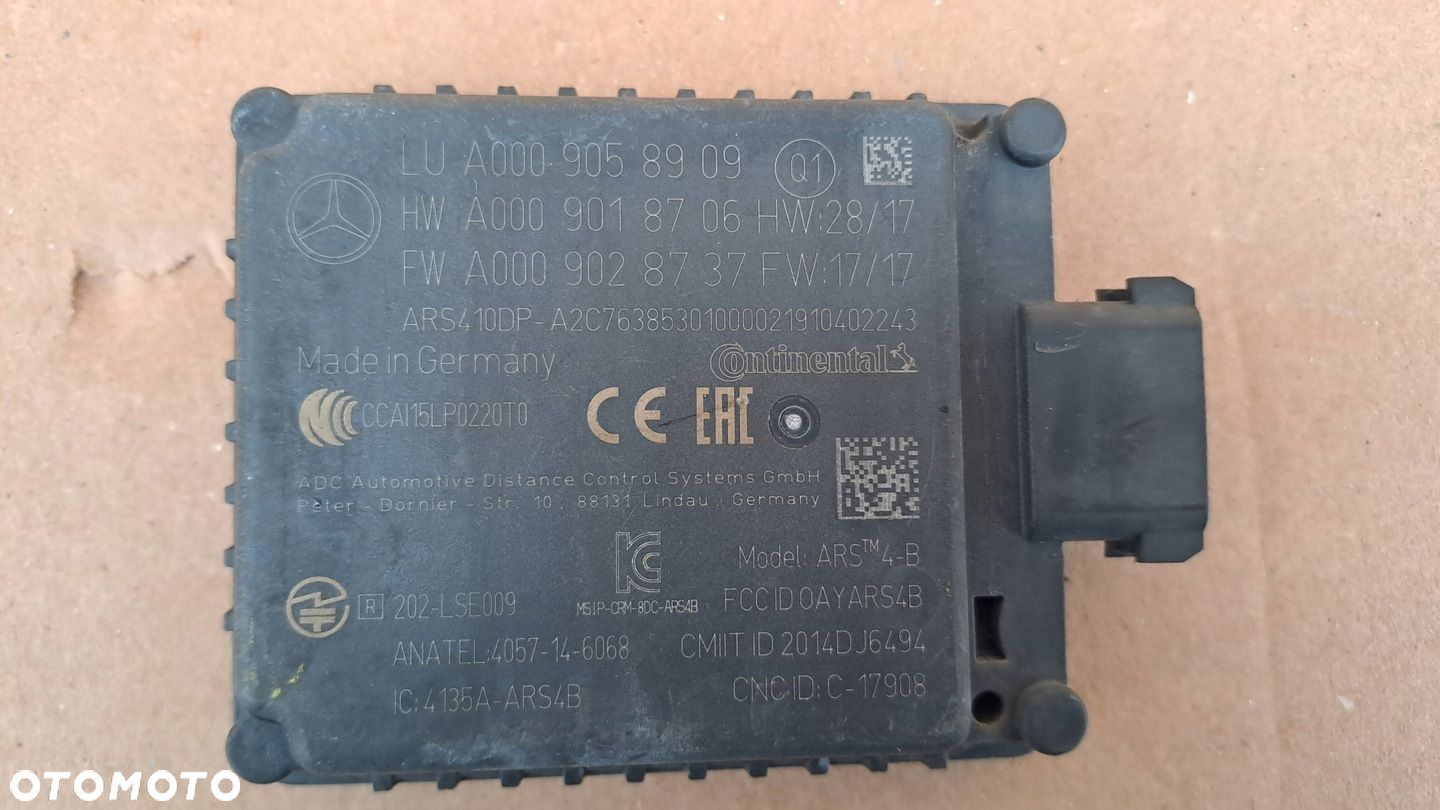 LU A000 905 89 09 Q1
HW A000 901 87 06 HW:28/17
FW A000 902 87 37 FW:17/17
ARS410DP-A2C76385301000021910402243
Made in Germany
Continental
CCAI15LP0220T0
CE EAC
ADC Automotive Distance Control Systems GmbH
Peter - Dornier - Str. 10, 88131 Lindau, Germany
Model: ARS™4-B
R 202-LSE009
MSIP-CRM-8DC-ARS4B
FCC ID OAYARS4B
ANATEL:4057-14-6068
CMIIT ID 2014DJ6494
IC: 4135A-ARS4B
CNC ID: C-17908
OTOMOTO